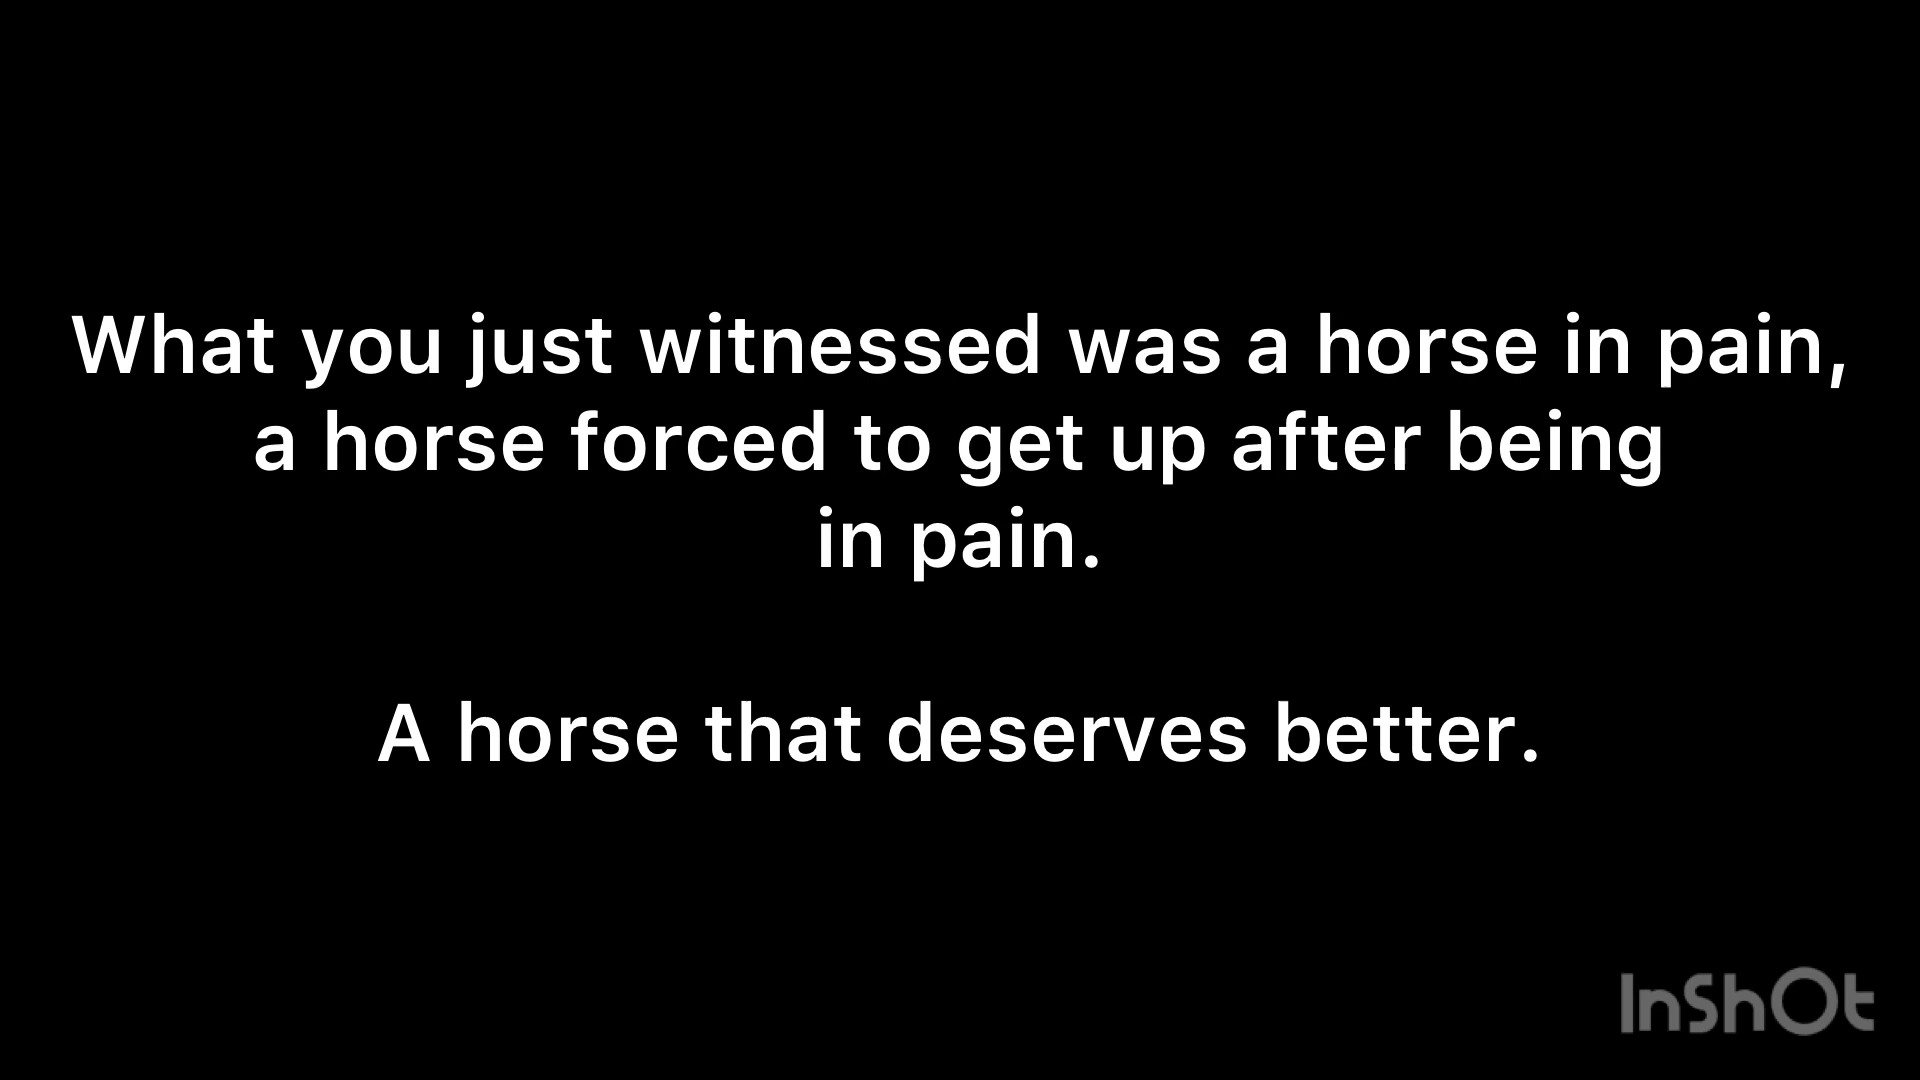 What you just witnessed was a horse in pain,
a horse forced to get up after being
in pain.
A horse that deserves better.
InShOt